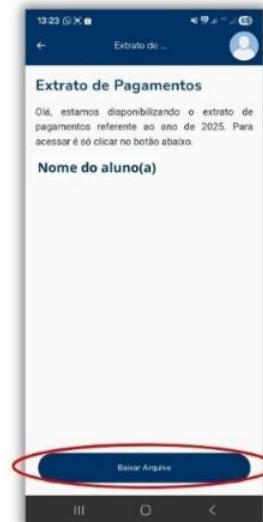 13:23
Extrato de ...
Extrato de Pagamentos
Olá, estamos disponibilizando o extrato de
pagamentos referente ao ano de 2025. Para
acessar é só clicar no botão abaixo.
Nome do aluno(a)
Baixar Arquivo